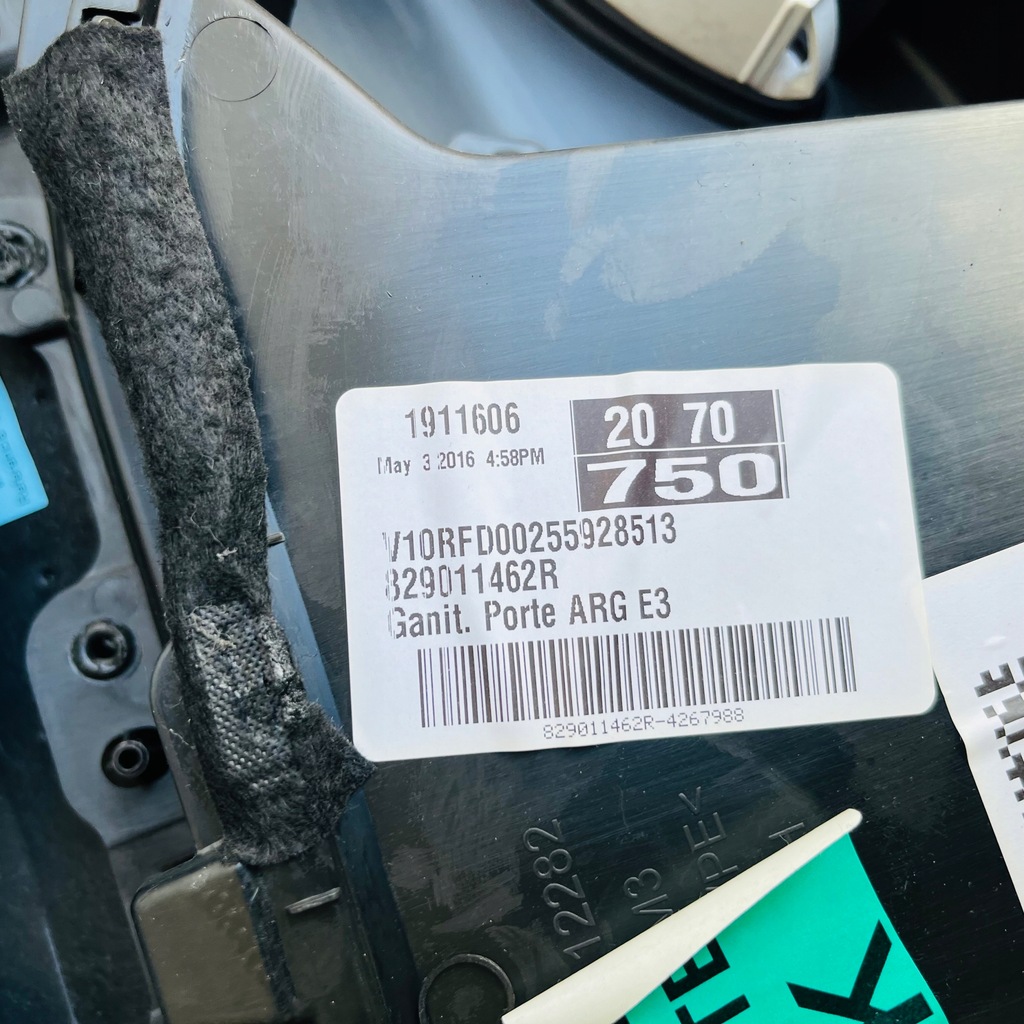 1911606
20 70
May 3 2016 4:58PM
750
V10RFD00255928513
829011462R
Ganit. Porte ARG E3
829011462R-4267988
12282
K